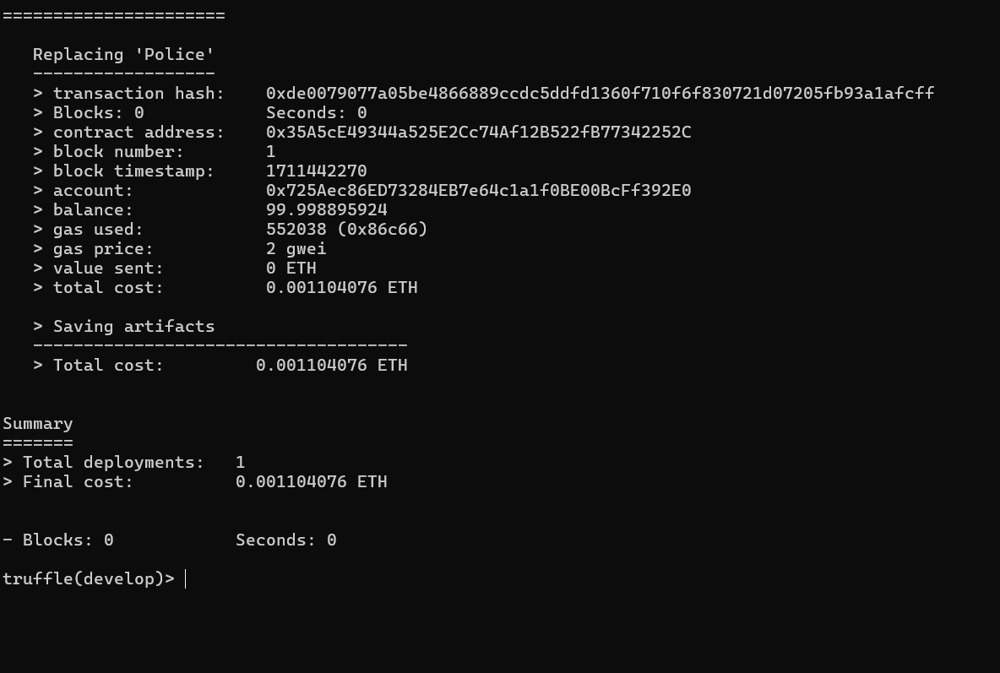 ======================
Replacing 'Police'
------------------
> transaction hash:    0xde0079077a05be4866889ccdc5ddfd1360f710f6f830721d07205fb93a1afcff
> Blocks: 0            Seconds: 0
> contract address:    0x35A5cE49344a525E2Cc74Af12B522fB77342252C
> block number:        1
> block timestamp:     1711442270
> account:             0x725Aec86ED73284EB7e64c1a1f0BE00BcFf392E0
> balance:             99.998895924
> gas used:            552038 (0x86c66)
> gas price:           2 gwei
> value sent:          0 ETH
> total cost:          0.001104076 ETH
> Saving artifacts
-------------------------------------
> Total cost:         0.001104076 ETH
Summary
=======
> Total deployments:   1
> Final cost:          0.001104076 ETH
- Blocks: 0            Seconds: 0
truffle(develop)>